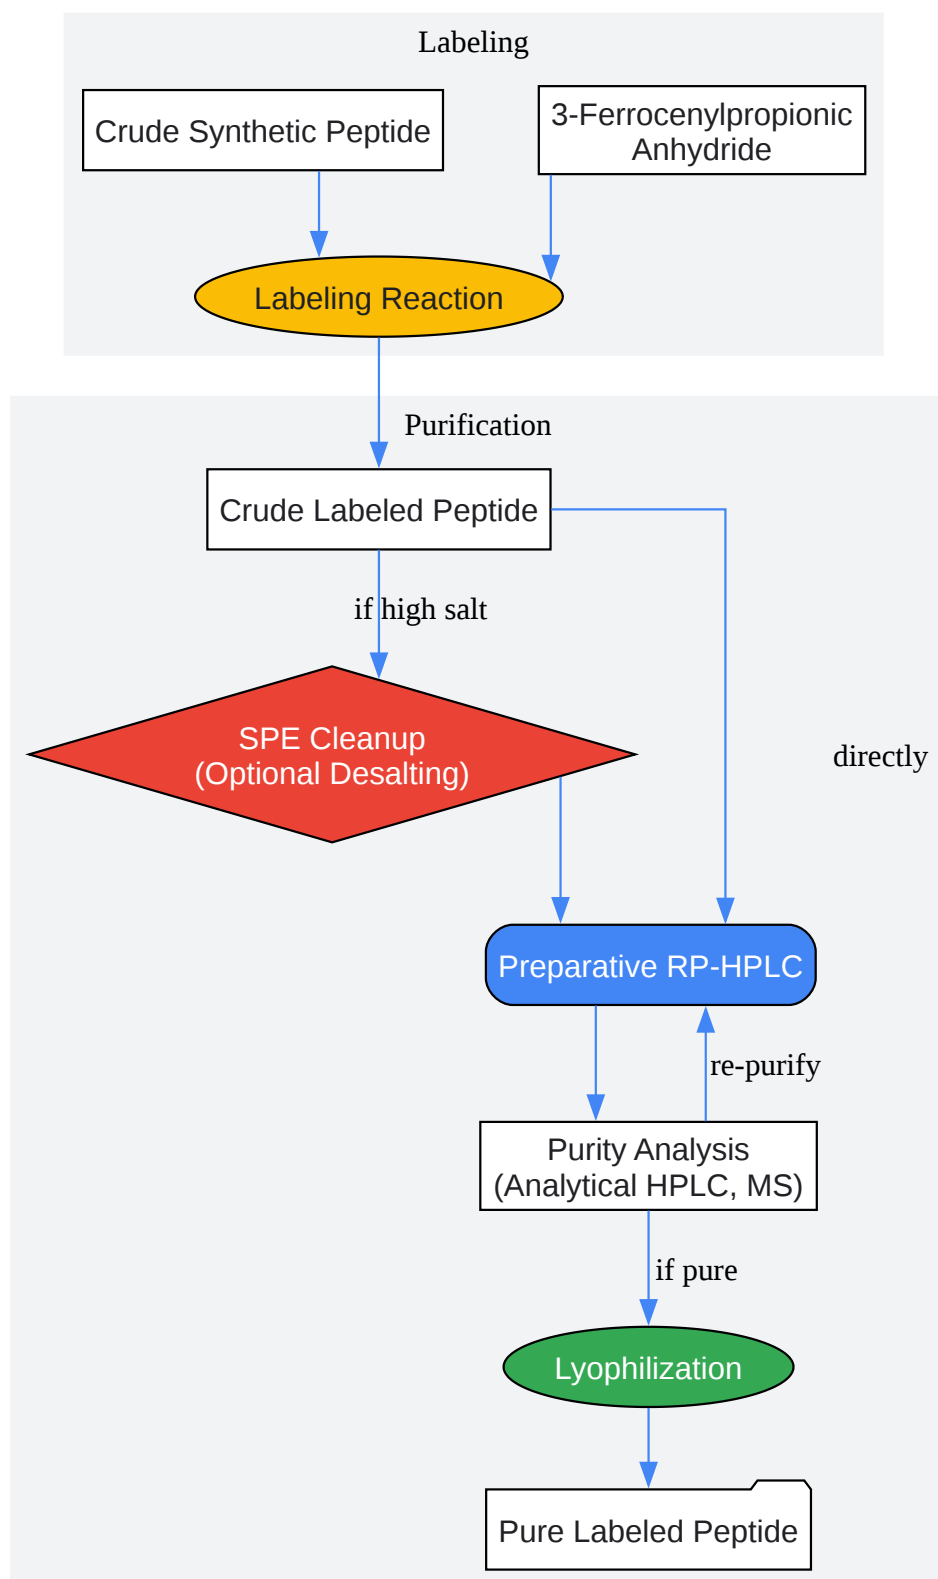 Labeling
Crude Synthetic Peptide
3-Ferrocenylpropionic
Anhydride
Labeling Reaction
Purification
Crude Labeled Peptide
if high salt
SPE Cleanup
(Optional Desalting)
directly
Preparative RP-HPLC
re-purify
Purity Analysis
(Analytical HPLC, MS)
if pure
Lyophilization
Pure Labeled Peptide